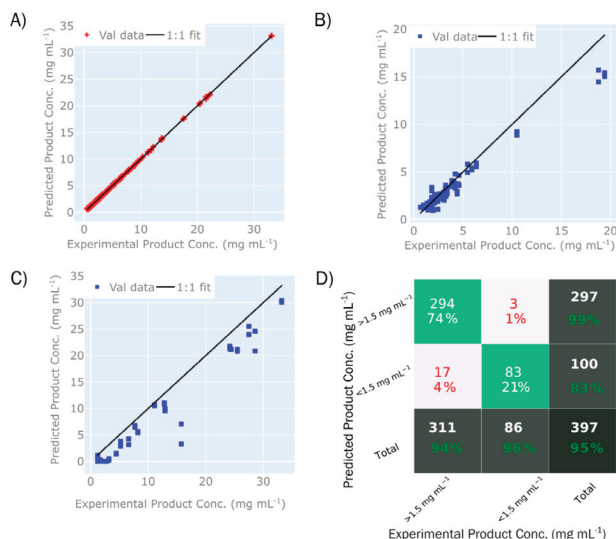 A)
Val data 1:1 fit
Predicted Product Conc. (mg mL⁻¹)
35
30
25
20
15
10
5
0
0 10 20 30
Experimental Product Conc. (mg mL⁻¹)
B)
Val data 1:1 fit
Predicted Product Conc. (mg mL⁻¹)
20
15
10
5
0
0 5 10 15 20
Experimental Product Conc. (mg mL⁻¹)
C)
Val data 1:1 fit
Predicted Product Conc. (mg mL⁻¹)
35
30
25
20
15
10
5
0
0 10 20 30
Experimental Product Conc. (mg mL⁻¹)
D)
Predicted Product Conc. (mg mL⁻¹)
>1.5 mg mL⁻¹
294 3 297
74% 1% 99%
<1.5 mg mL⁻¹
17 83 100
4% 21% 83%
Total
311 86 397
94% 96% 95%
>1.5 mg mL⁻¹ <1.5 mg mL⁻¹ Total
Experimental Product Conc. (mg mL⁻¹)